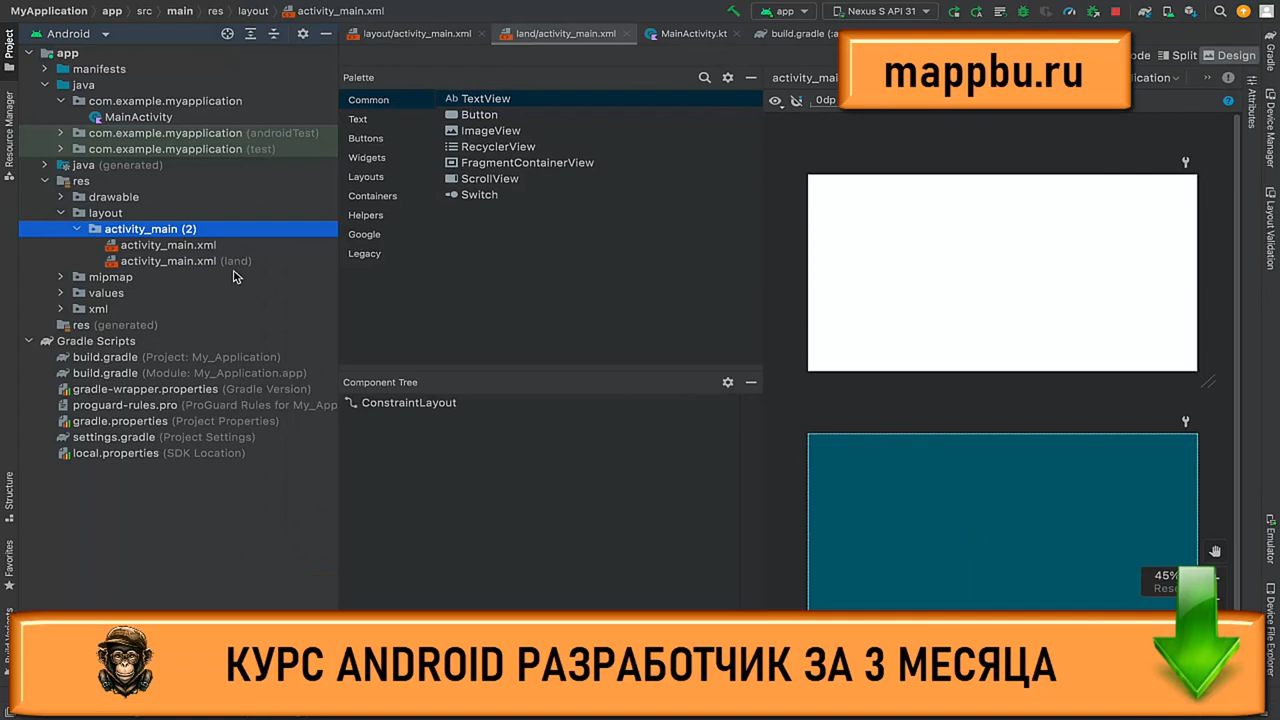 MyApplication app src main res layout activity_main.xml
app
Nexus S API 31
Project
Resource Manager
Structure
Favorites
Android
app
manifests
java
com.example.myapplication
MainActivity
com.example.myapplication (androidTest)
com.example.myapplication (test)
java (generated)
res
drawable
layout
activity_main (2)
activity_main.xml
activity_main.xml (land)
mipmap
values
xml
res (generated)
Gradle Scripts
build.gradle (Project: My_Application)
build.gradle (Module: My_Application.app)
gradle-wrapper.properties (Gradle Version)
proguard-rules.pro (ProGuard Rules for My_App
gradle.properties (Project Properties)
settings.gradle (Project Settings)
local.properties (SDK Location)
layout/activity_main.xml
land/activity_main.xml
MainActivity.kt
build.gradle (:a
Palette
Common
Text
Buttons
Widgets
Layouts
Containers
Helpers
Google
Legacy
Ab TextView
Button
ImageView
RecyclerView
FragmentContainerView
ScrollView
Switch
Component Tree
ConstraintLayout
mappbu.ru
Split
Design
0dp
45%
Gradle
Device Manager
Layout Validation
Emulator
Device File Explorer
Attributes
КУРС ANDROID РАЗРАБОТЧИК ЗА 3 МЕСЯЦА